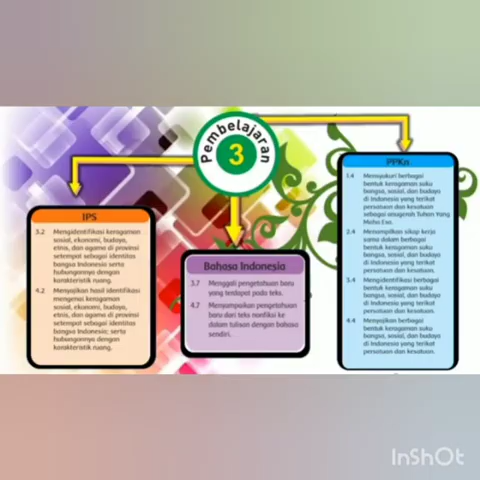 Pembelajaran
3
IPS
3.2 Mengidentifikasi keragaman
sosial, ekonomi, budaya,
etnis, dan agama di provinsi
setempat sebagai identitas
bangsa Indonesia serta
hubungannya dengan
karakteristik ruang.
4.2 Menyajikan hasil identifikasi
mengenai keragaman
sosial, ekonomi, budaya,
etnis, dan agama di provinsi
setempat sebagai identitas
bangsa Indonesia; serta
hubungannya dengan
karakteristik ruang.
Bahasa Indonesia
3.7 Menggali pengetahuan baru
yang terdapat pada teks.
4.7 Menyampaikan pengetahuan
baru dari teks nonfiksi ke
dalam tulisan dengan bahasa
sendiri.
PPKn
1.4 Mensyukuri berbagai
bentuk keragaman suku
bangsa, sosial, dan budaya
di Indonesia yang terikat
persatuan dan kesatuan
sebagai anugerah Tuhan Yang
Maha Esa.
2.4 Menampilkan sikap kerja
sama dalam berbagai
bentuk keragaman suku
bangsa, sosial, dan budaya
di Indonesia yang terikat
persatuan dan kesatuan.
3.4 Mengidentifikasi berbagai
bentuk keragaman suku
bangsa, sosial, dan budaya
di Indonesia yang terikat
persatuan dan kesatuan.
4.4 Menyajikan berbagai
bentuk keragaman suku
bangsa, sosial, dan budaya
di Indonesia yang terikat
persatuan dan kesatuan.
InShOt